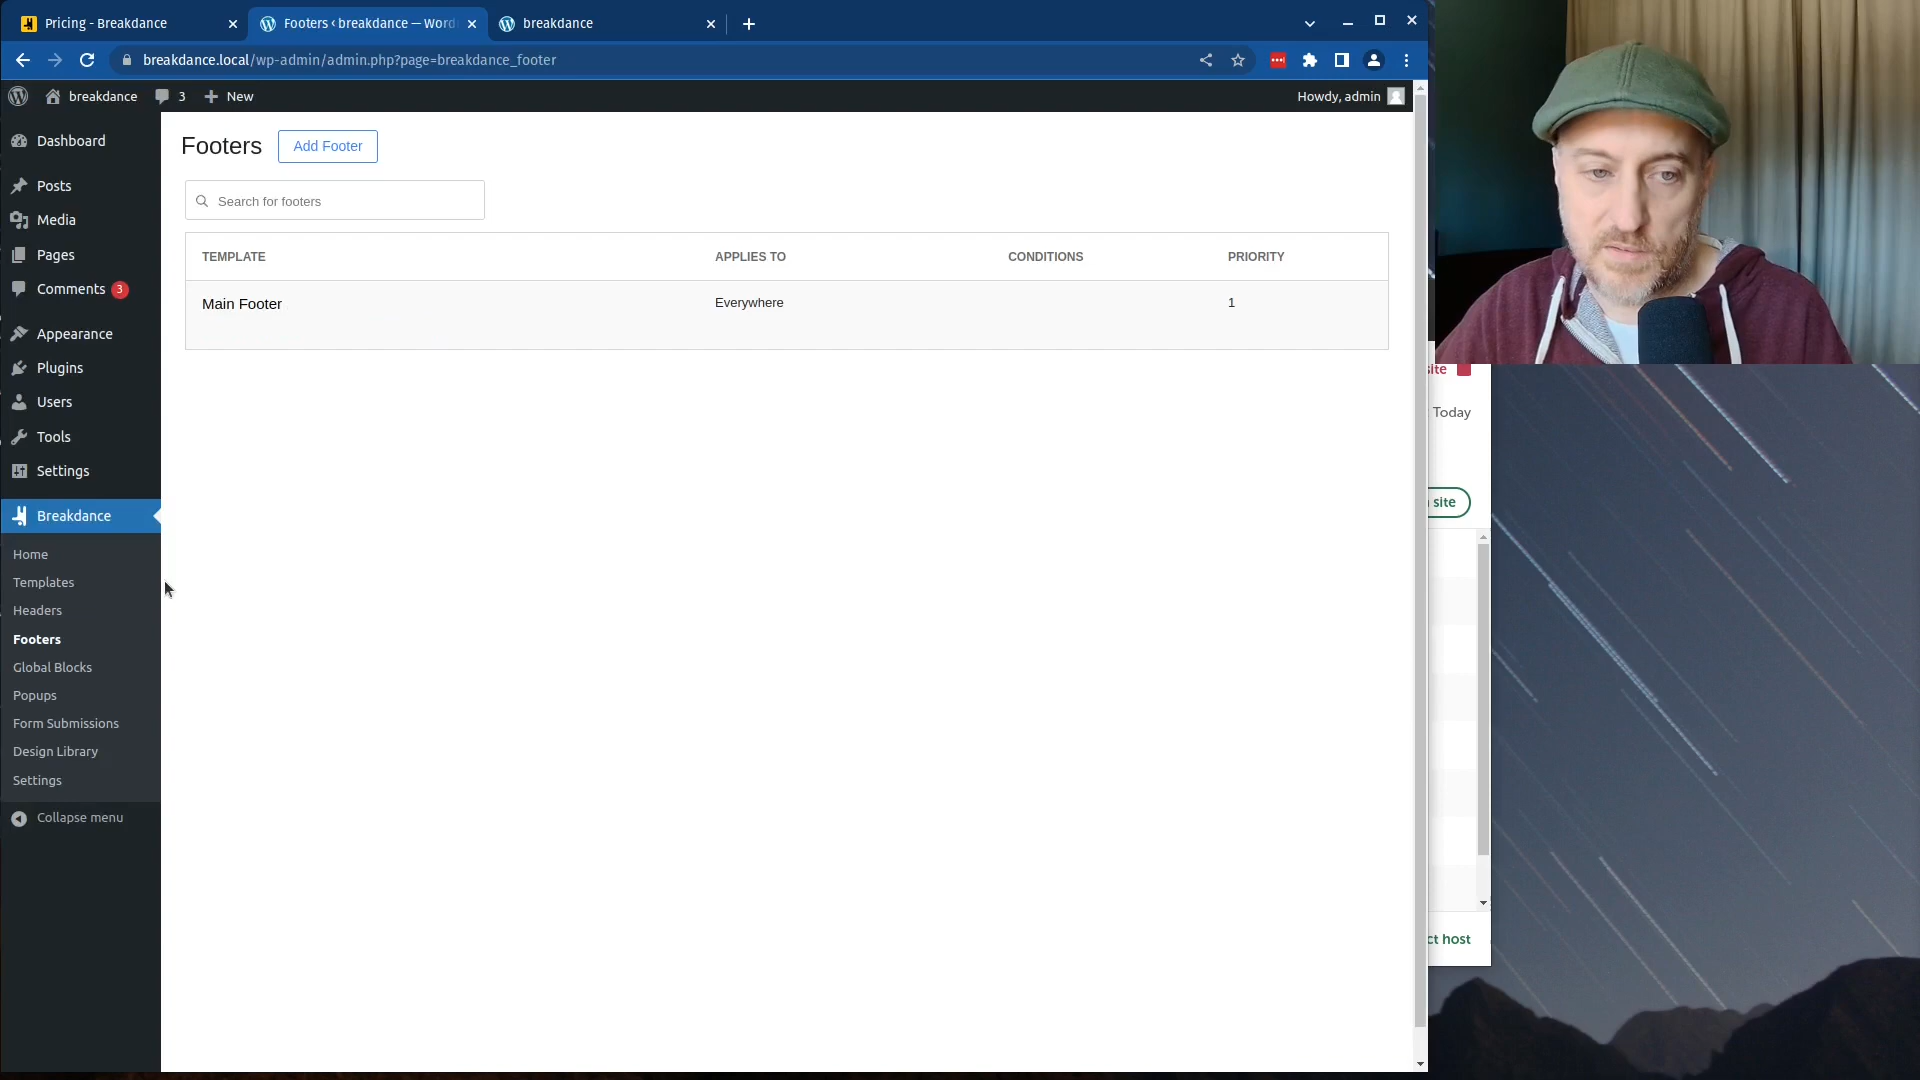 Pricing - Breakdance
Footers ‹ breakdance — Word
breakdance
breakdance.local/wp-admin/admin.php?page=breakdance_footer
breakdance
3
New
Howdy, admin
Dashboard
Posts
Media
Pages
Comments 3
Appearance
Plugins
Users
Tools
Settings
Breakdance
Home
Templates
Headers
Footers
Global Blocks
Popups
Form Submissions
Design Library
Settings
Collapse menu
Footers
Add Footer
Search for footers
TEMPLATE APPLIES TO CONDITIONS PRIORITY
Main Footer Everywhere 1
site
Today
site
ct host